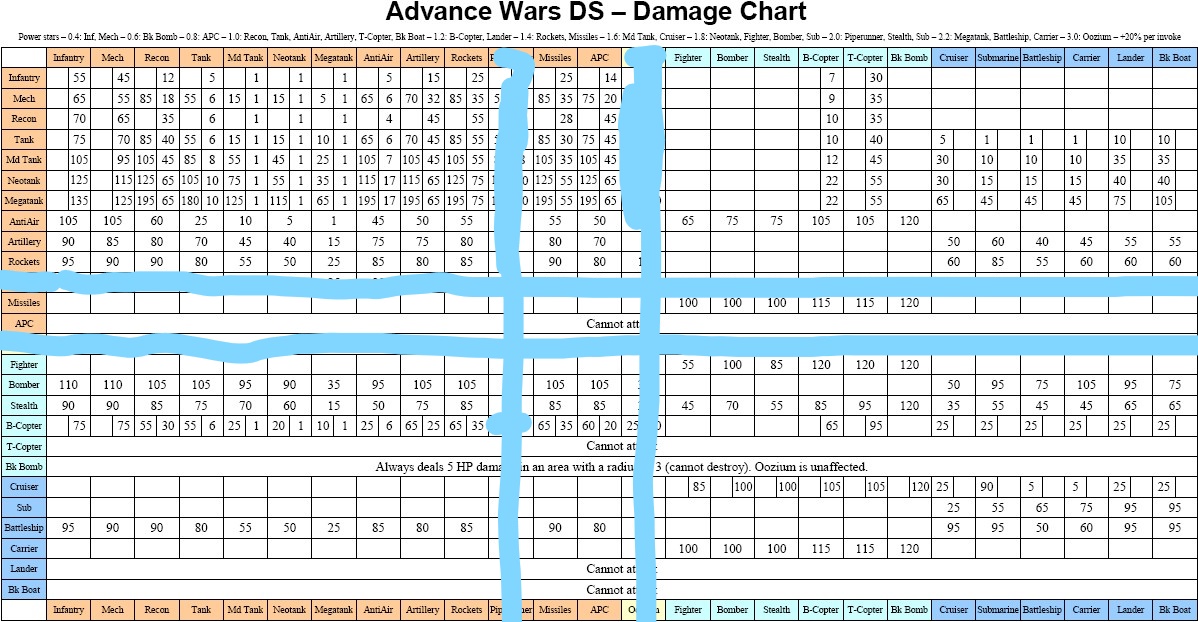 Advance Wars DS – Damage Chart
Power stars – 0.4: Inf, Mech – 0.6: Bk Bomb – 0.8: APC – 1.0: Recon, Tank, AntiAir, Artillery, T-Copter, Bk Boat – 1.2: B-Copter, Lander – 1.4: Rockets, Missiles – 1.6: Md Tank, Cruiser – 1.8: Neotank, Fighter, Bomber, Sub – 2.0: Piperunner, Stealth, Sub – 2.2: Megatank, Battleship, Carrier – 3.0: Oozium – +20% per invoke
Infantry Mech Recon Tank Md Tank Neotank Megatank AntiAir Artillery Rockets Missiles APC Fighter Bomber Stealth B-Copter T-Copter Bk Bomb Cruiser Submarine Battleship Carrier Lander Bk Boat
Infantry 55 45 12 5 1 1 1 5 15 25 25 14 7 30
Mech 65 55 85 18 55 6 15 1 15 1 5 1 65 6 70 32 85 35 85 35 75 20 9 35
Recon 70 65 35 6 1 1 1 4 45 55 28 45 10 35
Tank 75 70 85 40 55 6 15 1 15 1 10 1 65 6 70 45 85 55 85 30 75 45 10 40 5 1 1 1 10 10
Md Tank 105 95 105 45 85 8 55 1 45 1 25 1 105 7 105 45 105 55 105 35 105 45 12 45 30 10 10 10 35 35
Neotank 125 115 125 65 105 10 75 1 55 1 35 1 115 17 115 65 125 75 125 55 125 65 22 55 30 15 15 15 40 40
Megatank 135 125 195 65 180 10 125 1 115 1 65 1 195 17 195 65 195 75 195 55 195 65 22 55 65 45 45 45 75 105
AntiAir 105 105 60 25 10 5 1 45 50 55 55 50 65 75 75 105 105 120
Artillery 90 85 80 70 45 40 15 75 75 80 80 70 50 60 40 45 55 55
Rockets 95 90 90 80 55 50 25 85 80 85 90 80 60 85 55 60 60 60
Missiles 100 100 100 115 115 120
APC Cannot
Fighter 55 100 85 120 120 120
Bomber 110 110 105 105 95 90 35 95 105 105 105 105 50 95 75 105 95 75
Stealth 90 90 85 75 70 60 15 50 75 85 85 85 45 70 55 85 95 120 35 55 45 45 65 65
B-Copter 75 75 55 30 55 6 25 1 20 1 10 1 25 6 65 25 65 35 65 35 60 20 65 95 25 25 25 25 25 25
T-Copter Cannot
Bk Bomb Always deals 5 HP in an area with a 3 (cannot destroy). Oozium is unaffected.
Cruiser 85 100 100 105 105 120 25 90 5 5 25 25
Sub 25 55 65 75 95 95
Battleship 95 90 90 80 55 50 25 85 80 85 90 80 95 95 50 60 95 95
Carrier 100 100 100 115 115 120
Lander Cannot
Bk Boat Cannot
Infantry Mech Recon Tank Md Tank Neotank Megatank AntiAir Artillery Rockets Missiles APC Fighter Bomber Stealth B-Copter T-Copter Bk Bomb Cruiser Submarine Battleship Carrier Lander Bk Boat